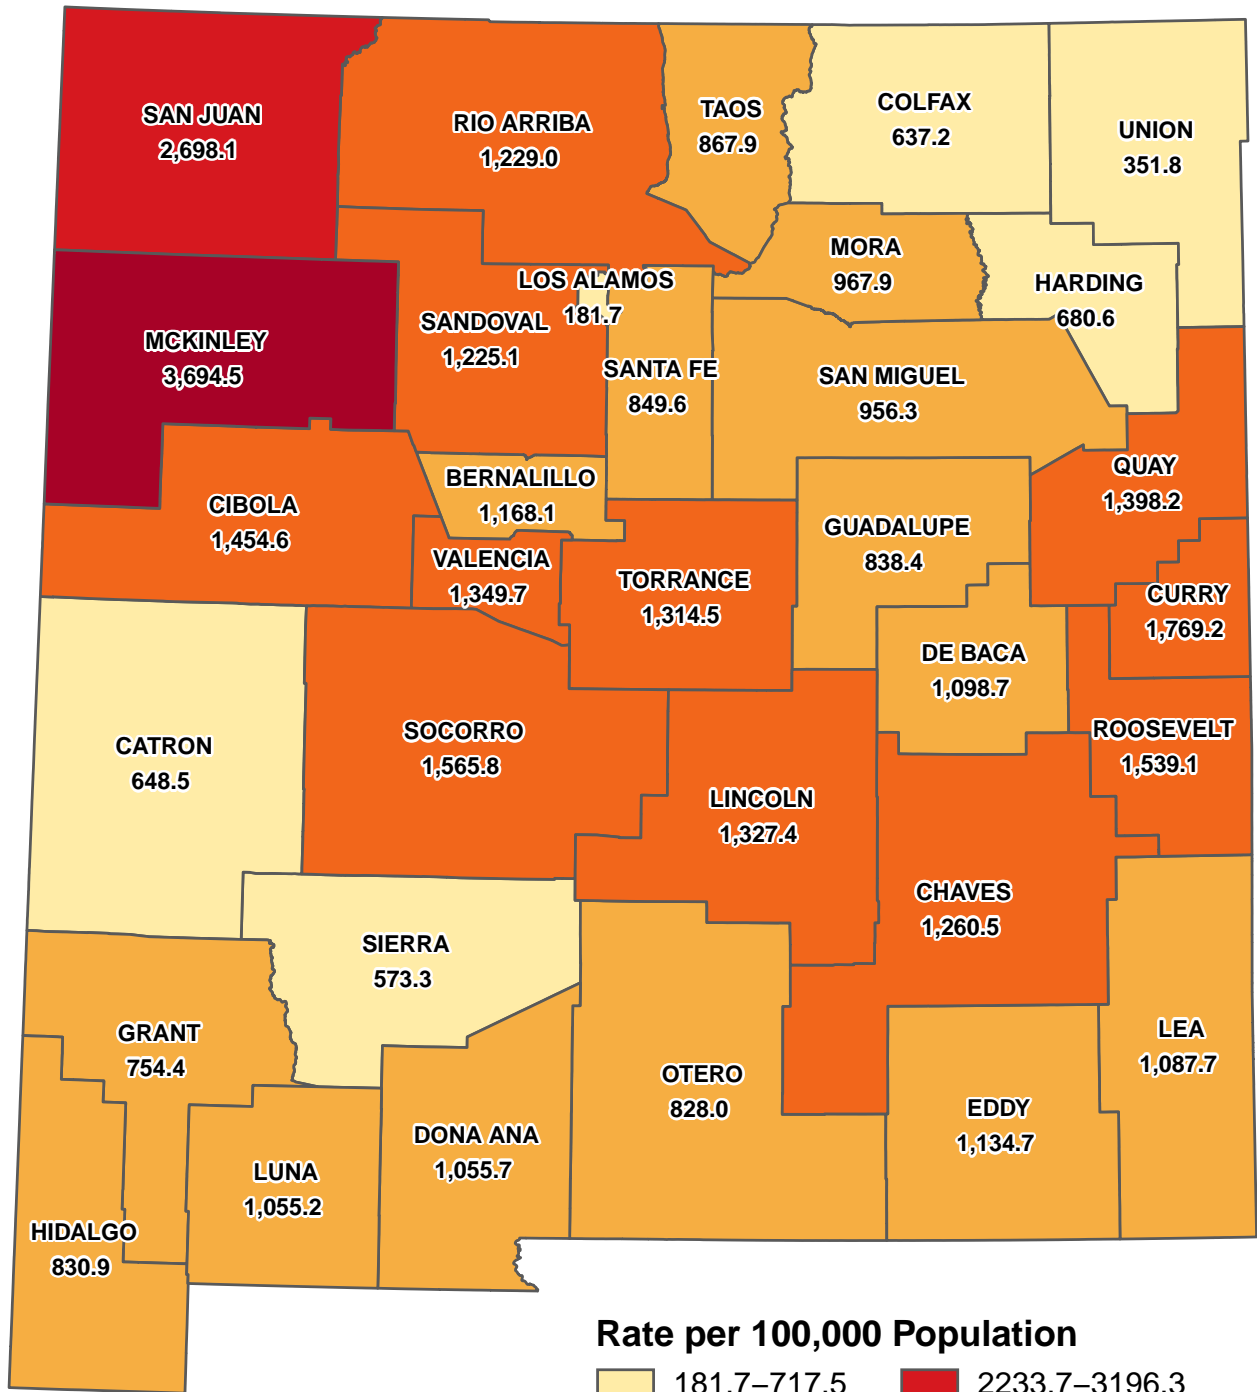 SAN JUAN
2,698.1
RIO ARRIBA
1,229.0
TAOS
867.9
COLFAX
637.2
UNION
351.8
MORA
967.9
HARDING
680.6
LOS ALAMOS
181.7
SANDOVAL
1,225.1
MCKINLEY
3,694.5
SANTA FE
849.6
SAN MIGUEL
956.3
QUAY
1,398.2
BERNALILLO
1,168.1
CIBOLA
1,454.6
GUADALUPE
838.4
VALENCIA
1,349.7
TORRANCE
1,314.5
CURRY
1,769.2
DE BACA
1,098.7
ROOSEVELT
1,539.1
SOCORRO
1,565.8
CATRON
648.5
LINCOLN
1,327.4
CHAVES
1,260.5
SIERRA
573.3
GRANT
754.4
LEA
1,087.7
OTERO
828.0
EDDY
1,134.7
DONA ANA
1,055.7
LUNA
1,055.2
HIDALGO
830.9
Rate per 100,000 Population
181.7–717.5
2233.7–3196.3